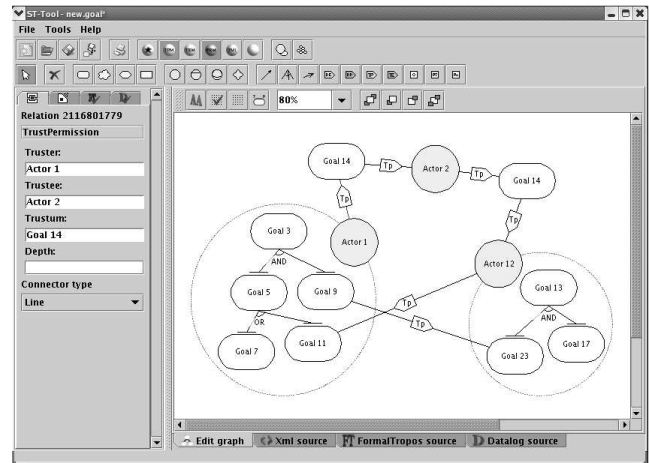 ST-Tool - new.goal*
File Tools Help
80%
Relation 2116801779
TrustPermission
Truster:
Actor 1
Trustee:
Actor 2
Trustum:
Goal 14
Depth:
Connector type
Line
Goal 14
Tp
Actor 2
Tp
Goal 14
Tp
Tp
Goal 3
Actor 1
Actor 12
AND
Goal 5
Goal 9
Goal 13
Tp
OR
Tp
AND
Goal 7
Goal 11
Goal 23
Goal 17
Edit graph
Xml source
FT FormalTropos source
D Datalog source